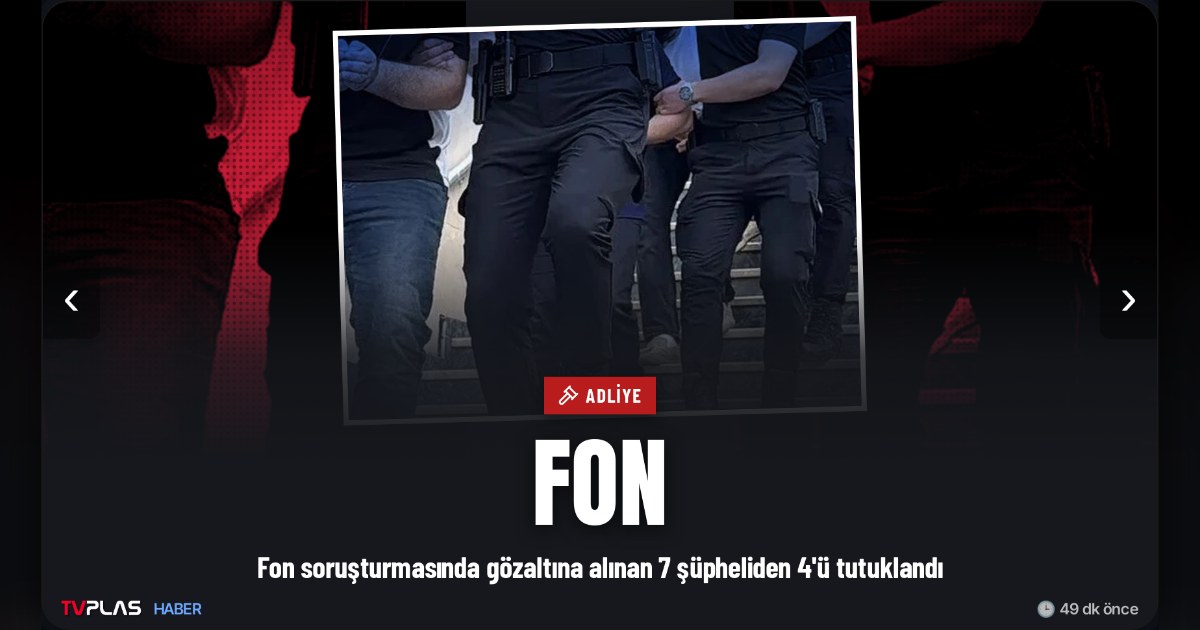 ADLİYE
FON
Fon soruşturmasında gözaltına alınan 7 şüpheliden 4'ü tutuklandı
TVPLAS HABER
49 dk önce